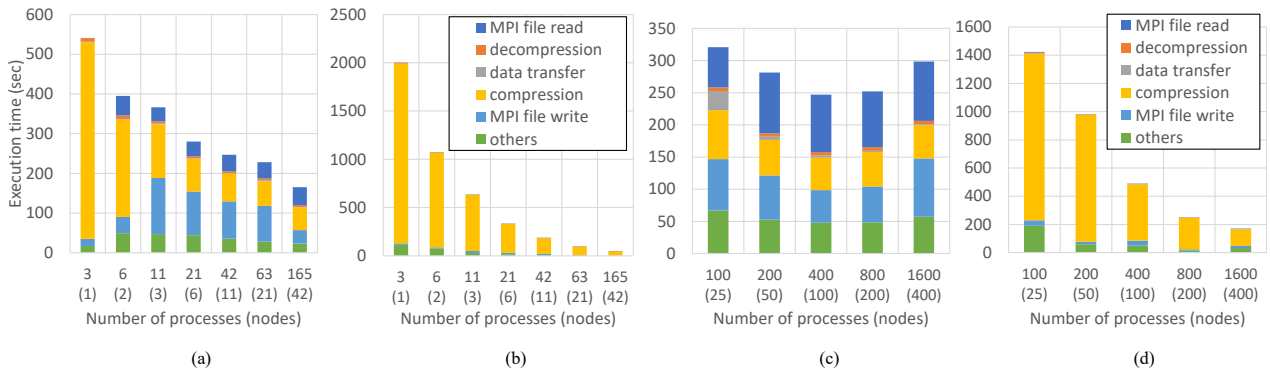 600
500
400
300
200
100
0
Execution time (sec)
3 6 11 21 42 63 165
(1) (2) (3) (6) (11) (21) (42)
Number of processes (nodes)
(a)
2500
2000
1500
1000
500
0
MPI file read
decompression
data transfer
compression
MPI file write
others
3 6 11 21 42 63 165
(1) (2) (3) (6) (11) (21) (42)
Number of processes (nodes)
(b)
350
300
250
200
150
100
50
0
100 200 400 800 1600
(25) (50) (100) (200) (400)
Number of processes (nodes)
(c)
1600
1400
1200
1000
800
600
400
200
0
MPI file read
decompression
data transfer
compression
MPI file write
others
100 200 400 800 1600
(25) (50) (100) (200) (400)
Number of processes (nodes)
(d)